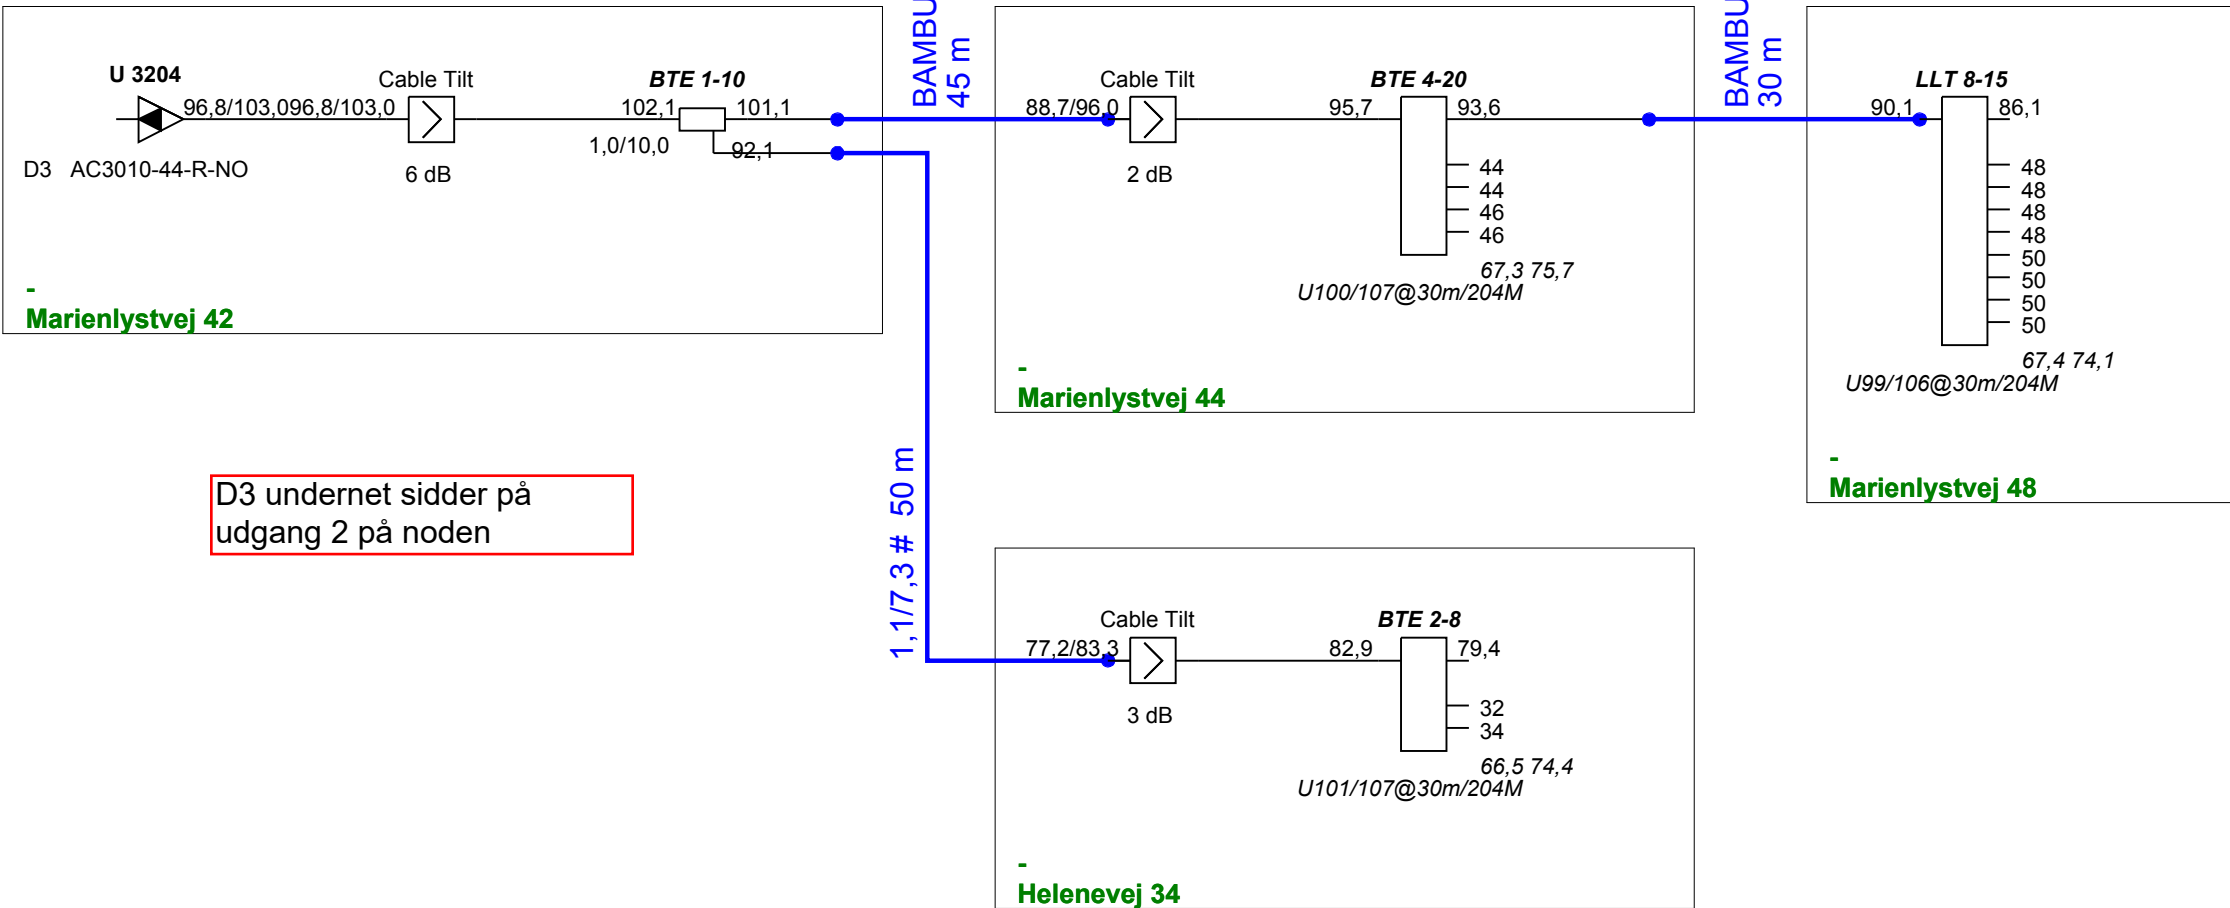 U 3204
96,8/103,096,8/103,0
D3 AC3010-44-R-NO
Cable Tilt
6 dB
BTE 1-10
102,1
101,1
1,0/10,0
92,1
-
Marienlystvej 42
BAMBU
45 m
Cable Tilt
88,7/96,0
2 dB
BTE 4-20
95,7
93,6
44
44
46
46
67,3 75,7
U100/107@30m/204M
-
Marienlystvej 44
BAMBU
30 m
LLT 8-15
90,1
86,1
48
48
48
48
50
50
50
50
67,4 74,1
U99/106@30m/204M
-
Marienlystvej 48
D3 undernet sidder på
udgang 2 på noden
1,1/7,3 # 50 m
Cable Tilt
77,2/83,3
3 dB
BTE 2-8
82,9
79,4
32
34
66,5 74,4
U101/107@30m/204M
-
Helenevej 34